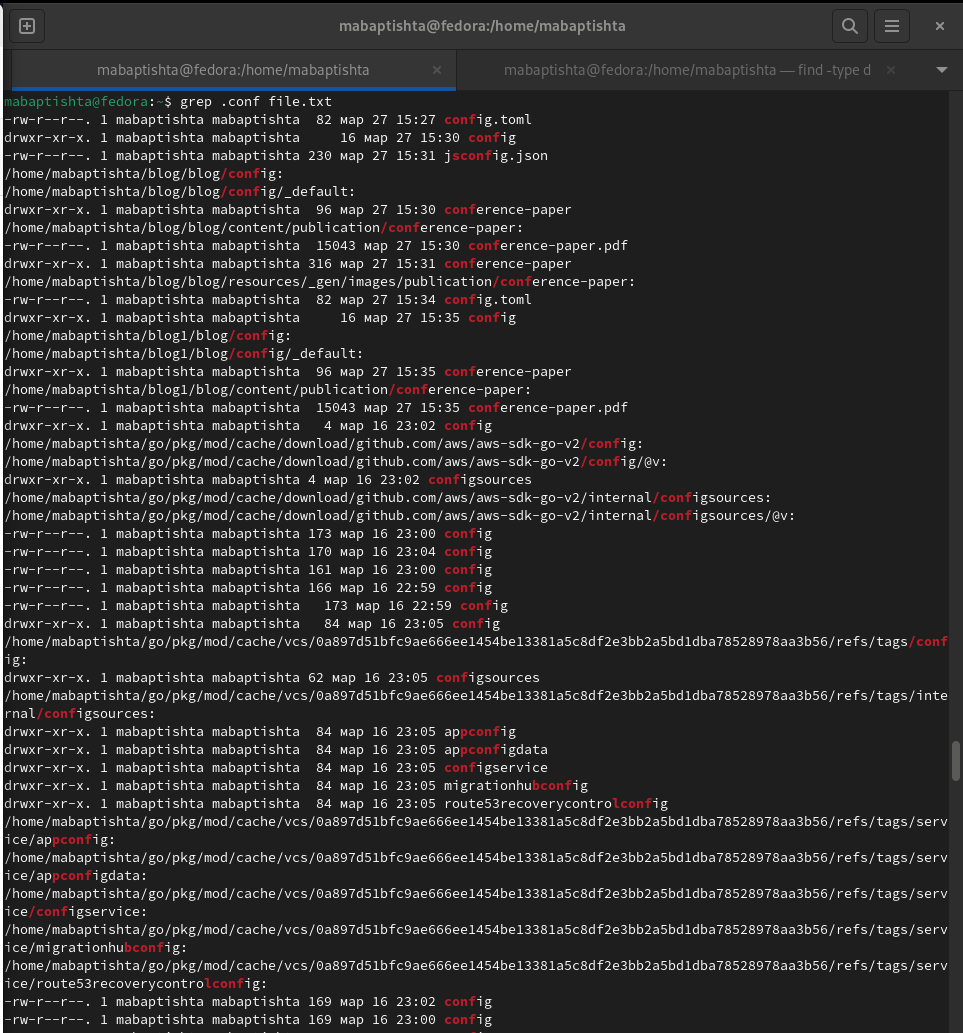 mabaptishta@fedora:/home/mabaptishta
mabaptishta@fedora:/home/mabaptishta × mabaptishta@fedora:/home/mabaptishta — find -type d ×
mabaptishta@fedora:~$ grep .conf file.txt
-rw-r--r--. 1 mabaptishta mabaptishta  82 мар 27 15:27 config.toml
drwxr-xr-x. 1 mabaptishta mabaptishta     16 мар 27 15:30 config
-rw-r--r--. 1 mabaptishta mabaptishta 230 мар 27 15:31 jsconfig.json
/home/mabaptishta/blog/blog/config:
/home/mabaptishta/blog/blog/config/_default:
drwxr-xr-x. 1 mabaptishta mabaptishta  96 мар 27 15:30 conference-paper
/home/mabaptishta/blog/blog/content/publication/conference-paper:
-rw-r--r--. 1 mabaptishta mabaptishta  15043 мар 27 15:30 conference-paper.pdf
drwxr-xr-x. 1 mabaptishta mabaptishta 316 мар 27 15:31 conference-paper
/home/mabaptishta/blog/blog/resources/_gen/images/publication/conference-paper:
-rw-r--r--. 1 mabaptishta mabaptishta  82 мар 27 15:34 config.toml
drwxr-xr-x. 1 mabaptishta mabaptishta     16 мар 27 15:35 config
/home/mabaptishta/blog1/blog/config:
/home/mabaptishta/blog1/blog/config/_default:
drwxr-xr-x. 1 mabaptishta mabaptishta  96 мар 27 15:35 conference-paper
/home/mabaptishta/blog1/blog/content/publication/conference-paper:
-rw-r--r--. 1 mabaptishta mabaptishta  15043 мар 27 15:35 conference-paper.pdf
drwxr-xr-x. 1 mabaptishta mabaptishta   4 мар 16 23:02 config
/home/mabaptishta/go/pkg/mod/cache/download/github.com/aws/aws-sdk-go-v2/config:
/home/mabaptishta/go/pkg/mod/cache/download/github.com/aws/aws-sdk-go-v2/config/@v:
drwxr-xr-x. 1 mabaptishta mabaptishta 4 мар 16 23:02 configsources
/home/mabaptishta/go/pkg/mod/cache/download/github.com/aws/aws-sdk-go-v2/internal/configsources:
/home/mabaptishta/go/pkg/mod/cache/download/github.com/aws/aws-sdk-go-v2/internal/configsources/@v:
-rw-r--r--. 1 mabaptishta mabaptishta 173 мар 16 23:00 config
-rw-r--r--. 1 mabaptishta mabaptishta 170 мар 16 23:04 config
-rw-r--r--. 1 mabaptishta mabaptishta 161 мар 16 23:00 config
-rw-r--r--. 1 mabaptishta mabaptishta 166 мар 16 22:59 config
-rw-r--r--. 1 mabaptishta mabaptishta   173 мар 16 22:59 config
drwxr-xr-x. 1 mabaptishta mabaptishta   84 мар 16 23:05 config
/home/mabaptishta/go/pkg/mod/cache/vcs/0a897d51bfc9ae666ee1454be13381a5c8df2e3bb2a5bd1dba78528978aa3b56/refs/tags/conf
ig:
drwxr-xr-x. 1 mabaptishta mabaptishta 62 мар 16 23:05 configsources
/home/mabaptishta/go/pkg/mod/cache/vcs/0a897d51bfc9ae666ee1454be13381a5c8df2e3bb2a5bd1dba78528978aa3b56/refs/tags/inte
rnal/configsources:
drwxr-xr-x. 1 mabaptishta mabaptishta  84 мар 16 23:05 appconfig
drwxr-xr-x. 1 mabaptishta mabaptishta  84 мар 16 23:05 appconfigdata
drwxr-xr-x. 1 mabaptishta mabaptishta  84 мар 16 23:05 configservice
drwxr-xr-x. 1 mabaptishta mabaptishta  84 мар 16 23:05 migrationhubconfig
drwxr-xr-x. 1 mabaptishta mabaptishta  84 мар 16 23:05 route53recoverycontrolconfig
/home/mabaptishta/go/pkg/mod/cache/vcs/0a897d51bfc9ae666ee1454be13381a5c8df2e3bb2a5bd1dba78528978aa3b56/refs/tags/serv
ice/appconfig:
/home/mabaptishta/go/pkg/mod/cache/vcs/0a897d51bfc9ae666ee1454be13381a5c8df2e3bb2a5bd1dba78528978aa3b56/refs/tags/serv
ice/appconfigdata:
/home/mabaptishta/go/pkg/mod/cache/vcs/0a897d51bfc9ae666ee1454be13381a5c8df2e3bb2a5bd1dba78528978aa3b56/refs/tags/serv
ice/configservice:
/home/mabaptishta/go/pkg/mod/cache/vcs/0a897d51bfc9ae666ee1454be13381a5c8df2e3bb2a5bd1dba78528978aa3b56/refs/tags/serv
ice/migrationhubconfig:
/home/mabaptishta/go/pkg/mod/cache/vcs/0a897d51bfc9ae666ee1454be13381a5c8df2e3bb2a5bd1dba78528978aa3b56/refs/tags/serv
ice/route53recoverycontrolconfig:
-rw-r--r--. 1 mabaptishta mabaptishta 169 мар 16 23:02 config
-rw-r--r--. 1 mabaptishta mabaptishta 169 мар 16 23:00 config